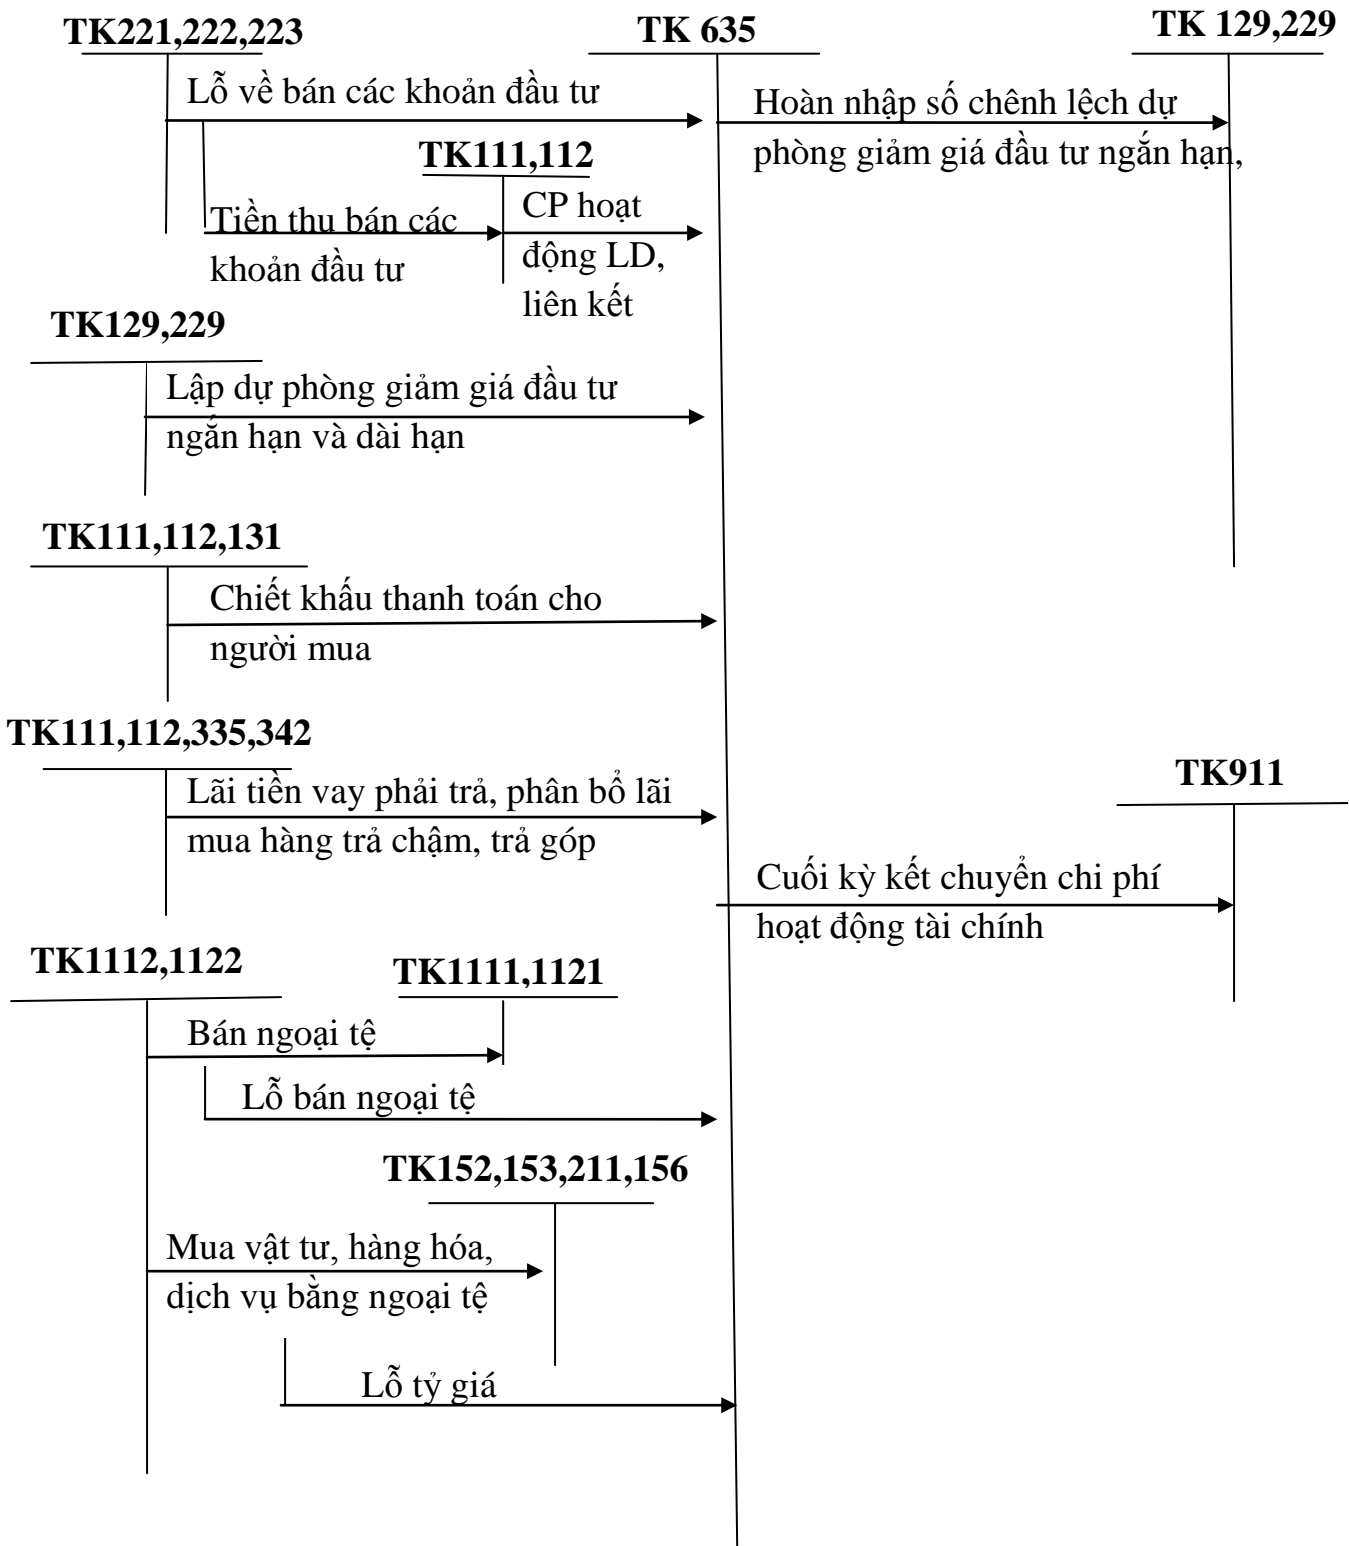 TK221,222,223
TK 635
TK 129,229
Lỗ về bán các khoản đầu tư
Hoàn nhập số chênh lệch dự
phòng giảm giá đầu tư ngắn hạn,
TK111,112
Tiền thu bán các
khoản đầu tư
CP hoạt
động LD,
liên kết
TK129,229
Lập dự phòng giảm giá đầu tư
ngắn hạn và dài hạn
TK111,112,131
Chiết khấu thanh toán cho
người mua
TK111,112,335,342
Lãi tiền vay phải trả, phân bổ lãi
mua hàng trả chậm, trả góp
TK911
Cuối kỳ kết chuyển chi phí
hoạt động tài chính
TK1112,1122
TK1111,1121
Bán ngoại tệ
Lỗ bán ngoại tệ
TK152,153,211,156
Mua vật tư, hàng hóa,
dịch vụ bằng ngoại tệ
Lỗ tỷ giá